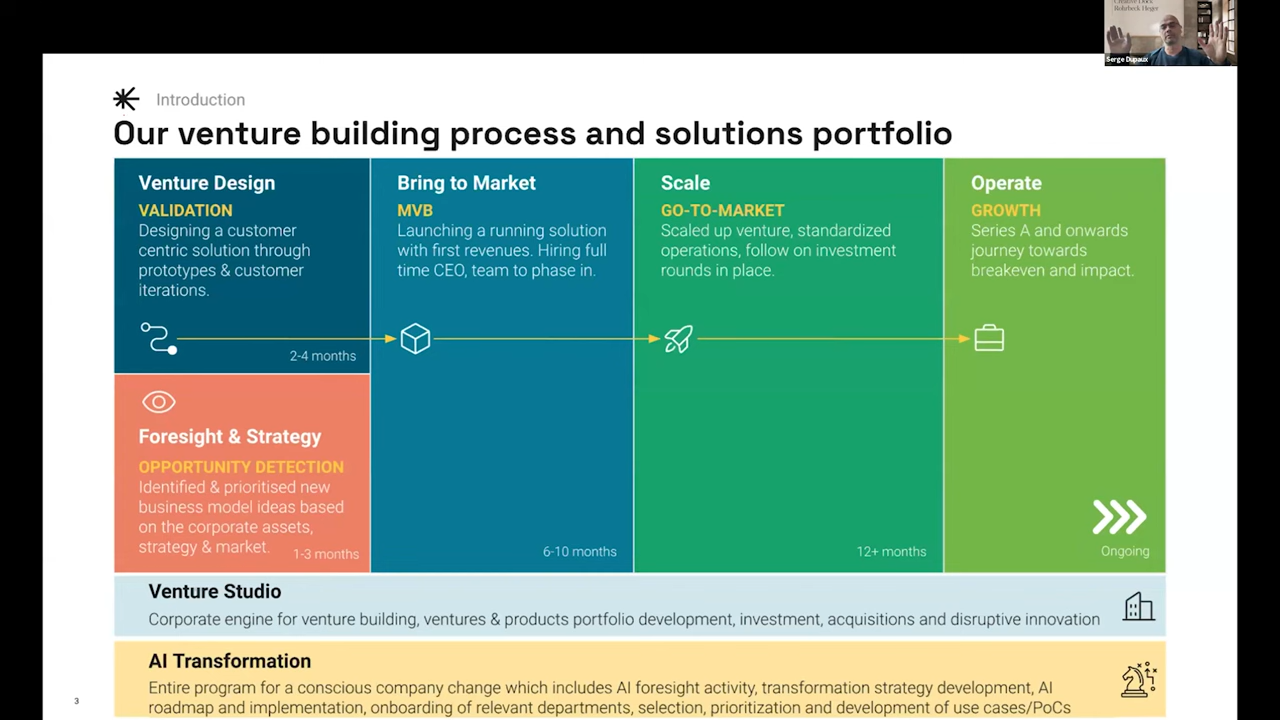 Creative Dock
Rohrbeck Heger
Serge Dupaux
Introduction
Our venture building process and solutions portfolio
Venture Design
VALIDATION
Designing a customer
centric solution through
prototypes & customer
iterations.
2-4 months
Foresight & Strategy
OPPORTUNITY DETECTION
Identified & prioritised new
business model ideas based
on the corporate assets,
strategy & market.
1-3 months
Bring to Market
MVB
Launching a running solution
with first revenues. Hiring full
time CEO, team to phase in.
6-10 months
Scale
GO-TO-MARKET
Scaled up venture, standardized
operations, follow on investment
rounds in place.
12+ months
Operate
GROWTH
Series A and onwards
journey towards
breakeven and impact.
Ongoing
Venture Studio
Corporate engine for venture building, ventures & products portfolio development, investment, acquisitions and disruptive innovation
AI Transformation
Entire program for a conscious company change which includes AI foresight activity, transformation strategy development, AI
roadmap and implementation, onboarding of relevant departments, selection, prioritization and development of use cases/PoCs
3